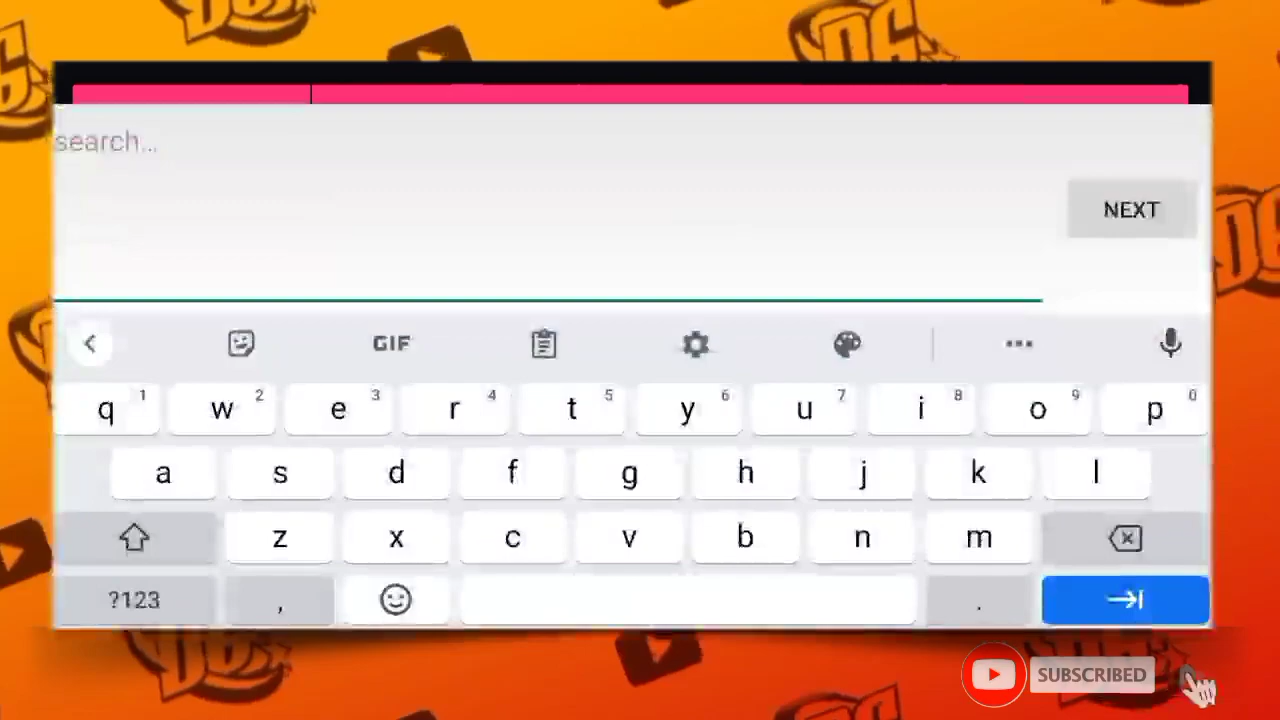 search...
NEXT
GIF
q 1 w 2 e 3 r 4 t 5 y 6 u 7 i 8 o 9 p 0
a s d f g h j k l
z x c v b n m
?123 , .
SUBSCRIBED